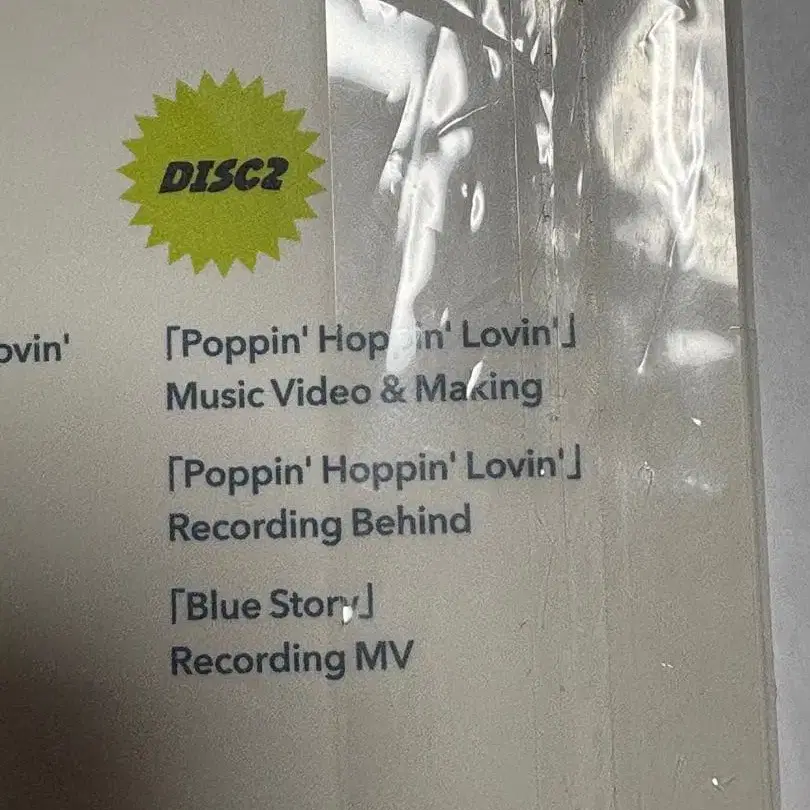 DISC2
ovin'
「Poppin' Hoppin' Lovin'」
Music Video & Making
「Poppin' Hoppin' Lovin'」
Recording Behind
「Blue Story」
Recording MV